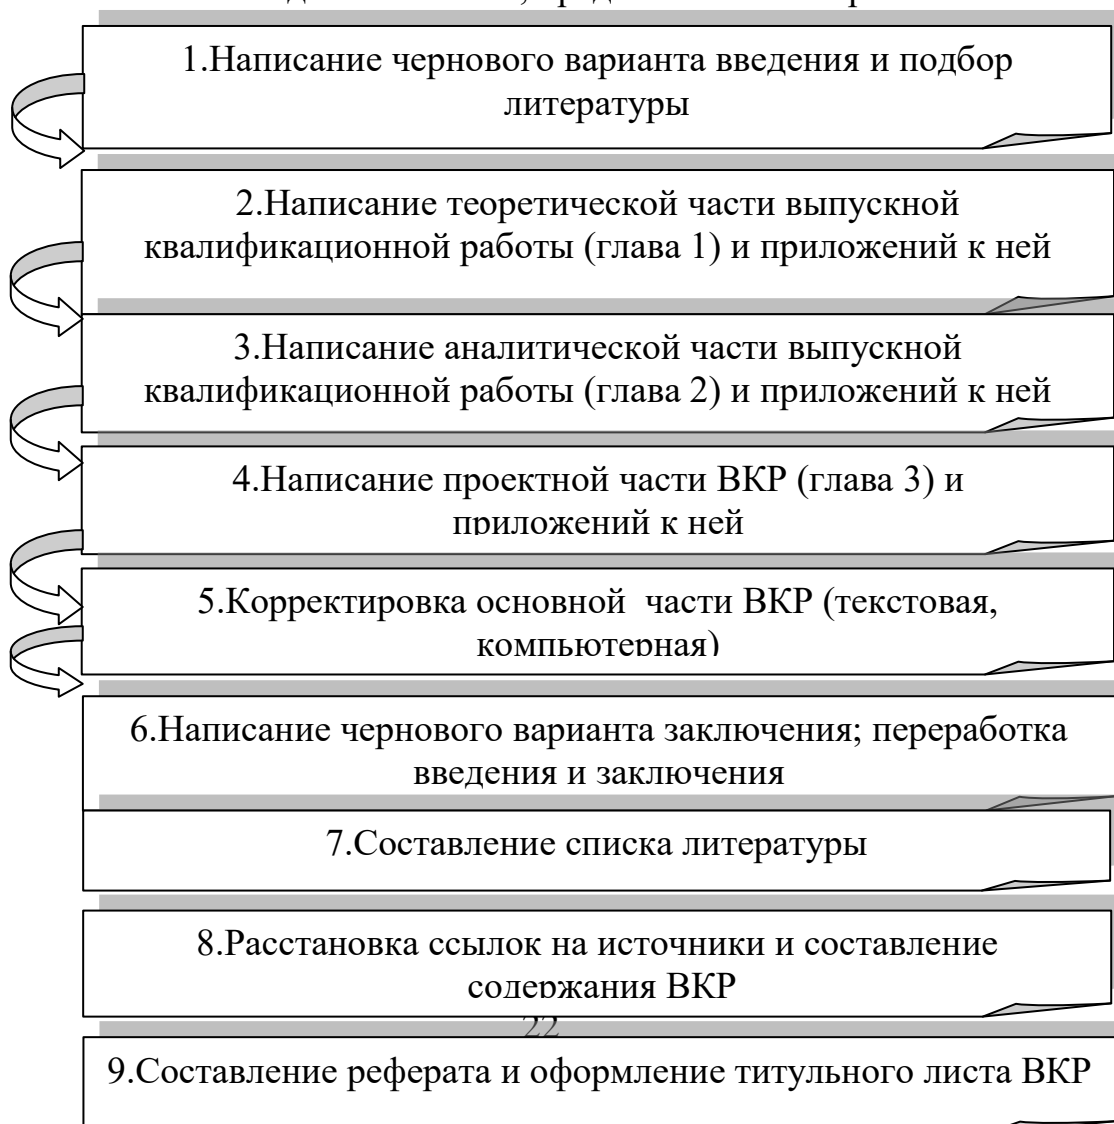 1.Написание чернового варианта введения и подбор
литературы
2.Написание теоретической части выпускной
квалификационной работы (глава 1) и приложений к ней
3.Написание аналитической части выпускной
квалификационной работы (глава 2) и приложений к ней
4.Написание проектной части ВКР (глава 3) и
приложений к ней
5.Корректировка основной  части ВКР (текстовая,
компьютерная)
6.Написание чернового варианта заключения; переработка
введения и заключения
7.Составление списка литературы
8.Расстановка ссылок на источники и составление
содержания ВКР
22
9.Составление реферата и оформление титульного листа ВКР